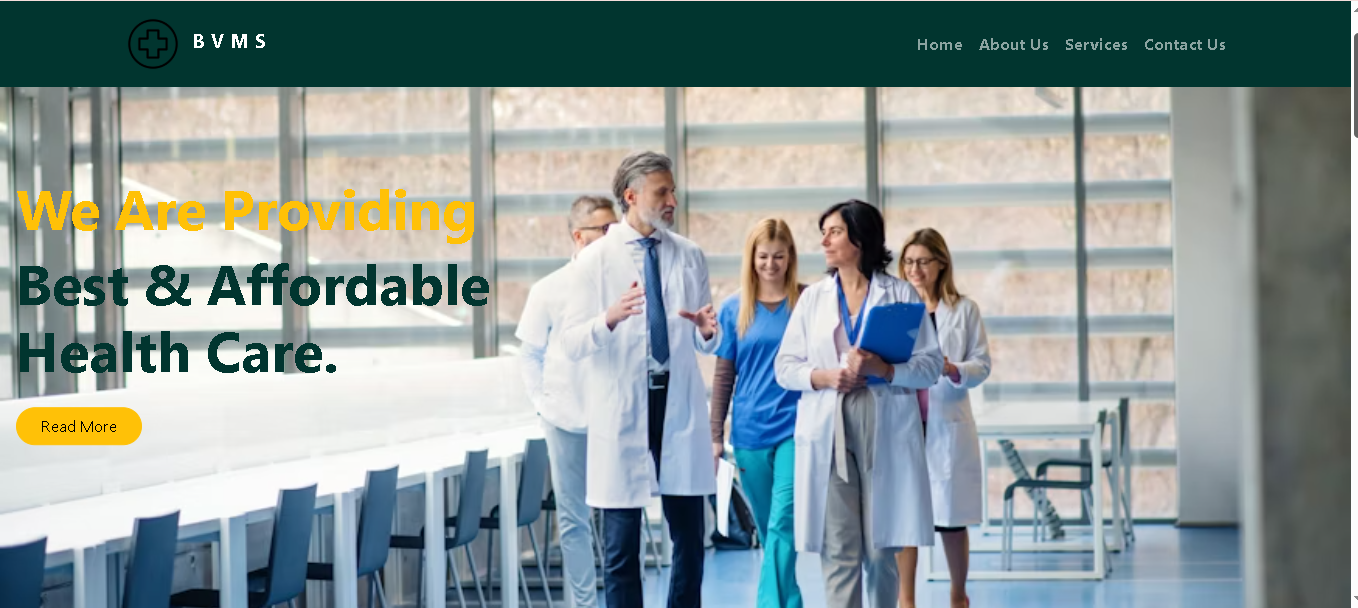 BVMS
Home About Us Services Contact Us
We Are Providing
Best & Affordable
Health Care.
Read More